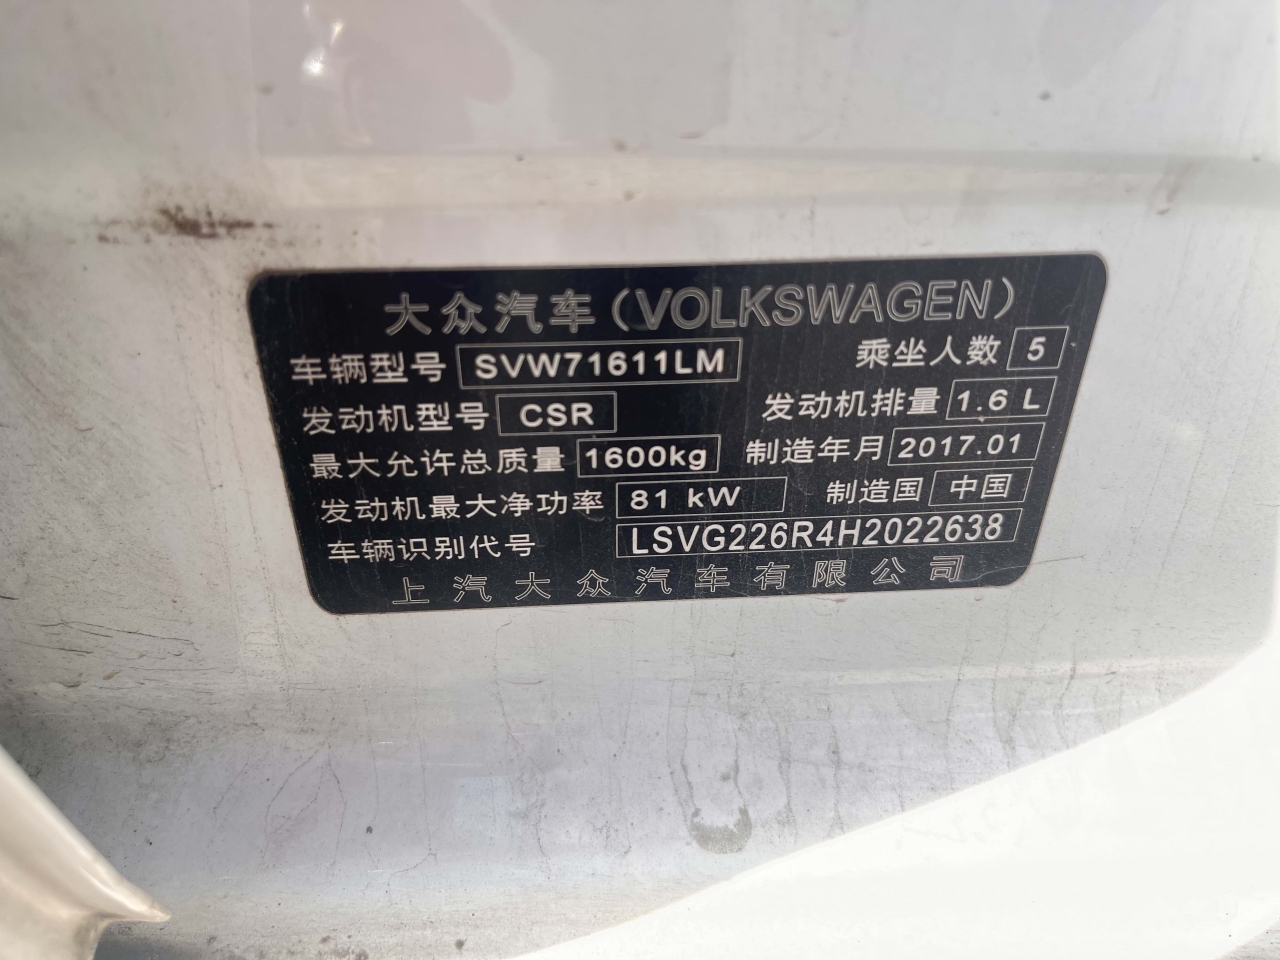 大众汽车(VOLKSWAGEN)
车辆型号 SVW71611LM 乘坐人数 5
发动机型号 CSR 发动机排量 1.6 L
最大允许总质量 1600kg 制造年月 2017.01
发动机最大净功率 81 kW 制造国 中国
车辆识别代号 LSVG226R4H2022638
上汽大众汽车有限公司